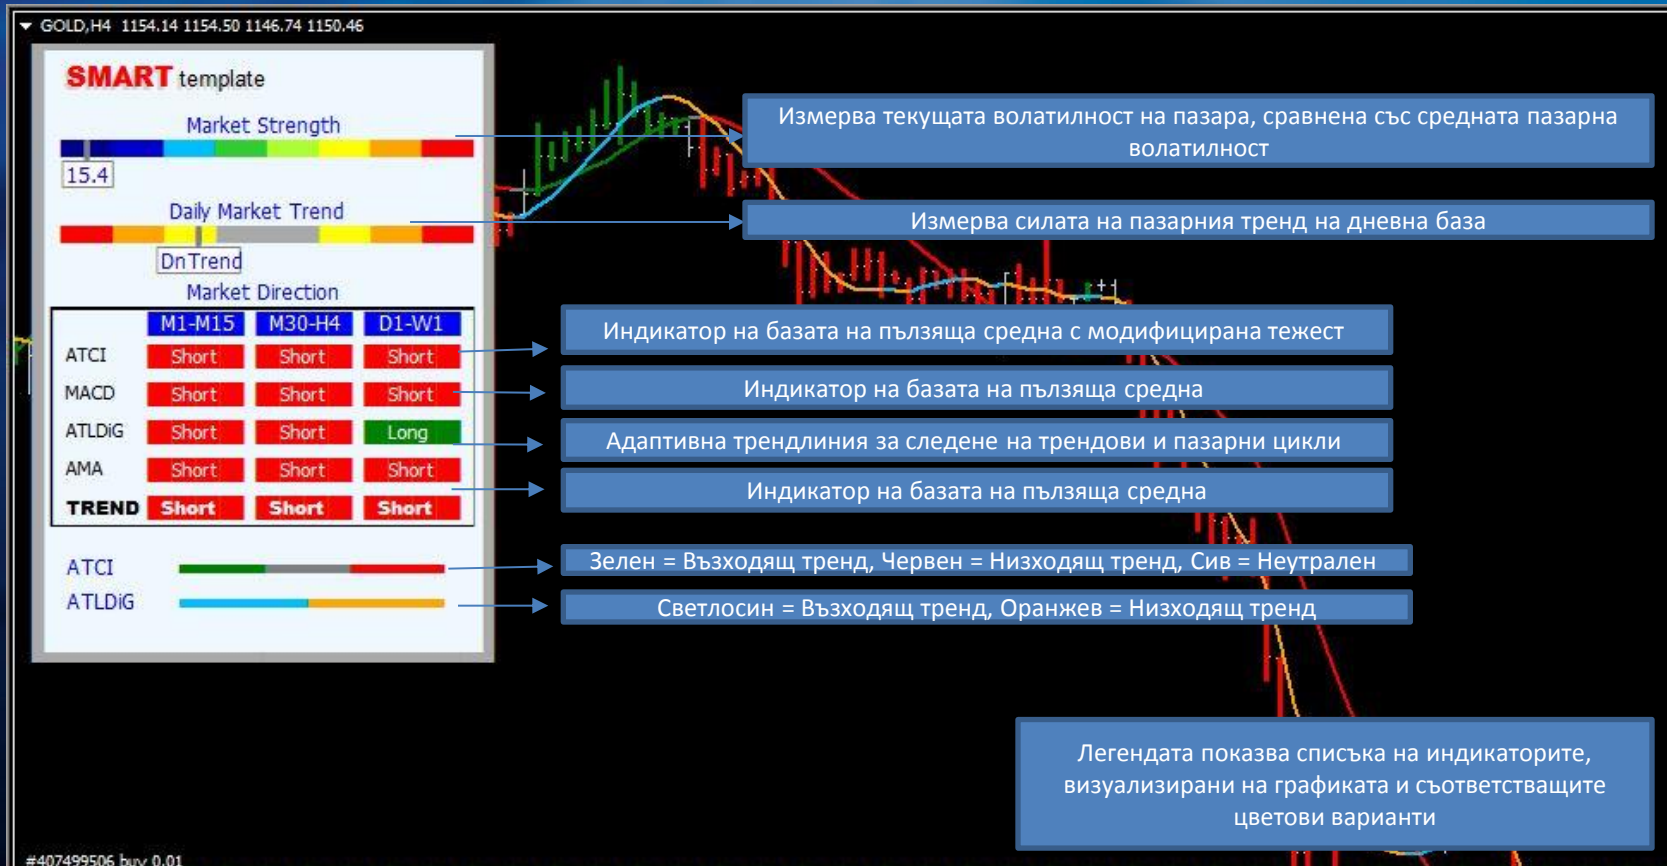 GOLD,H4 1154.14 1154.50 1146.74 1150.46
SMART template
Market Strength
15.4
Daily Market Trend
DnTrend
Market Direction
M1-M15 M30-H4 D1-W1
ATCI Short Short Short
MACD Short Short Short
ATLDiG Short Short Long
AMA Short Short Short
TREND Short Short Short
ATCI
ATLDiG
Измерва текущата волатилност на пазара, сравнена със средната пазарна
волатилност
Измерва силата на пазарния тренд на дневна база
Индикатор на базата на пълзяща средна с модифицирана тежест
Индикатор на базата на пълзяща средна
Адаптивна трендлиния за следене на трендови и пазарни цикли
Индикатор на базата на пълзяща средна
Зелен = Възходящ тренд, Червен = Низходящ тренд, Сив = Неутрален
Светлосин = Възходящ тренд, Оранжев = Низходящ тренд
Легендата показва списъка на индикаторите,
визуализирани на графиката и съответстващите
цветови варианти
#407499506 buy 0.01